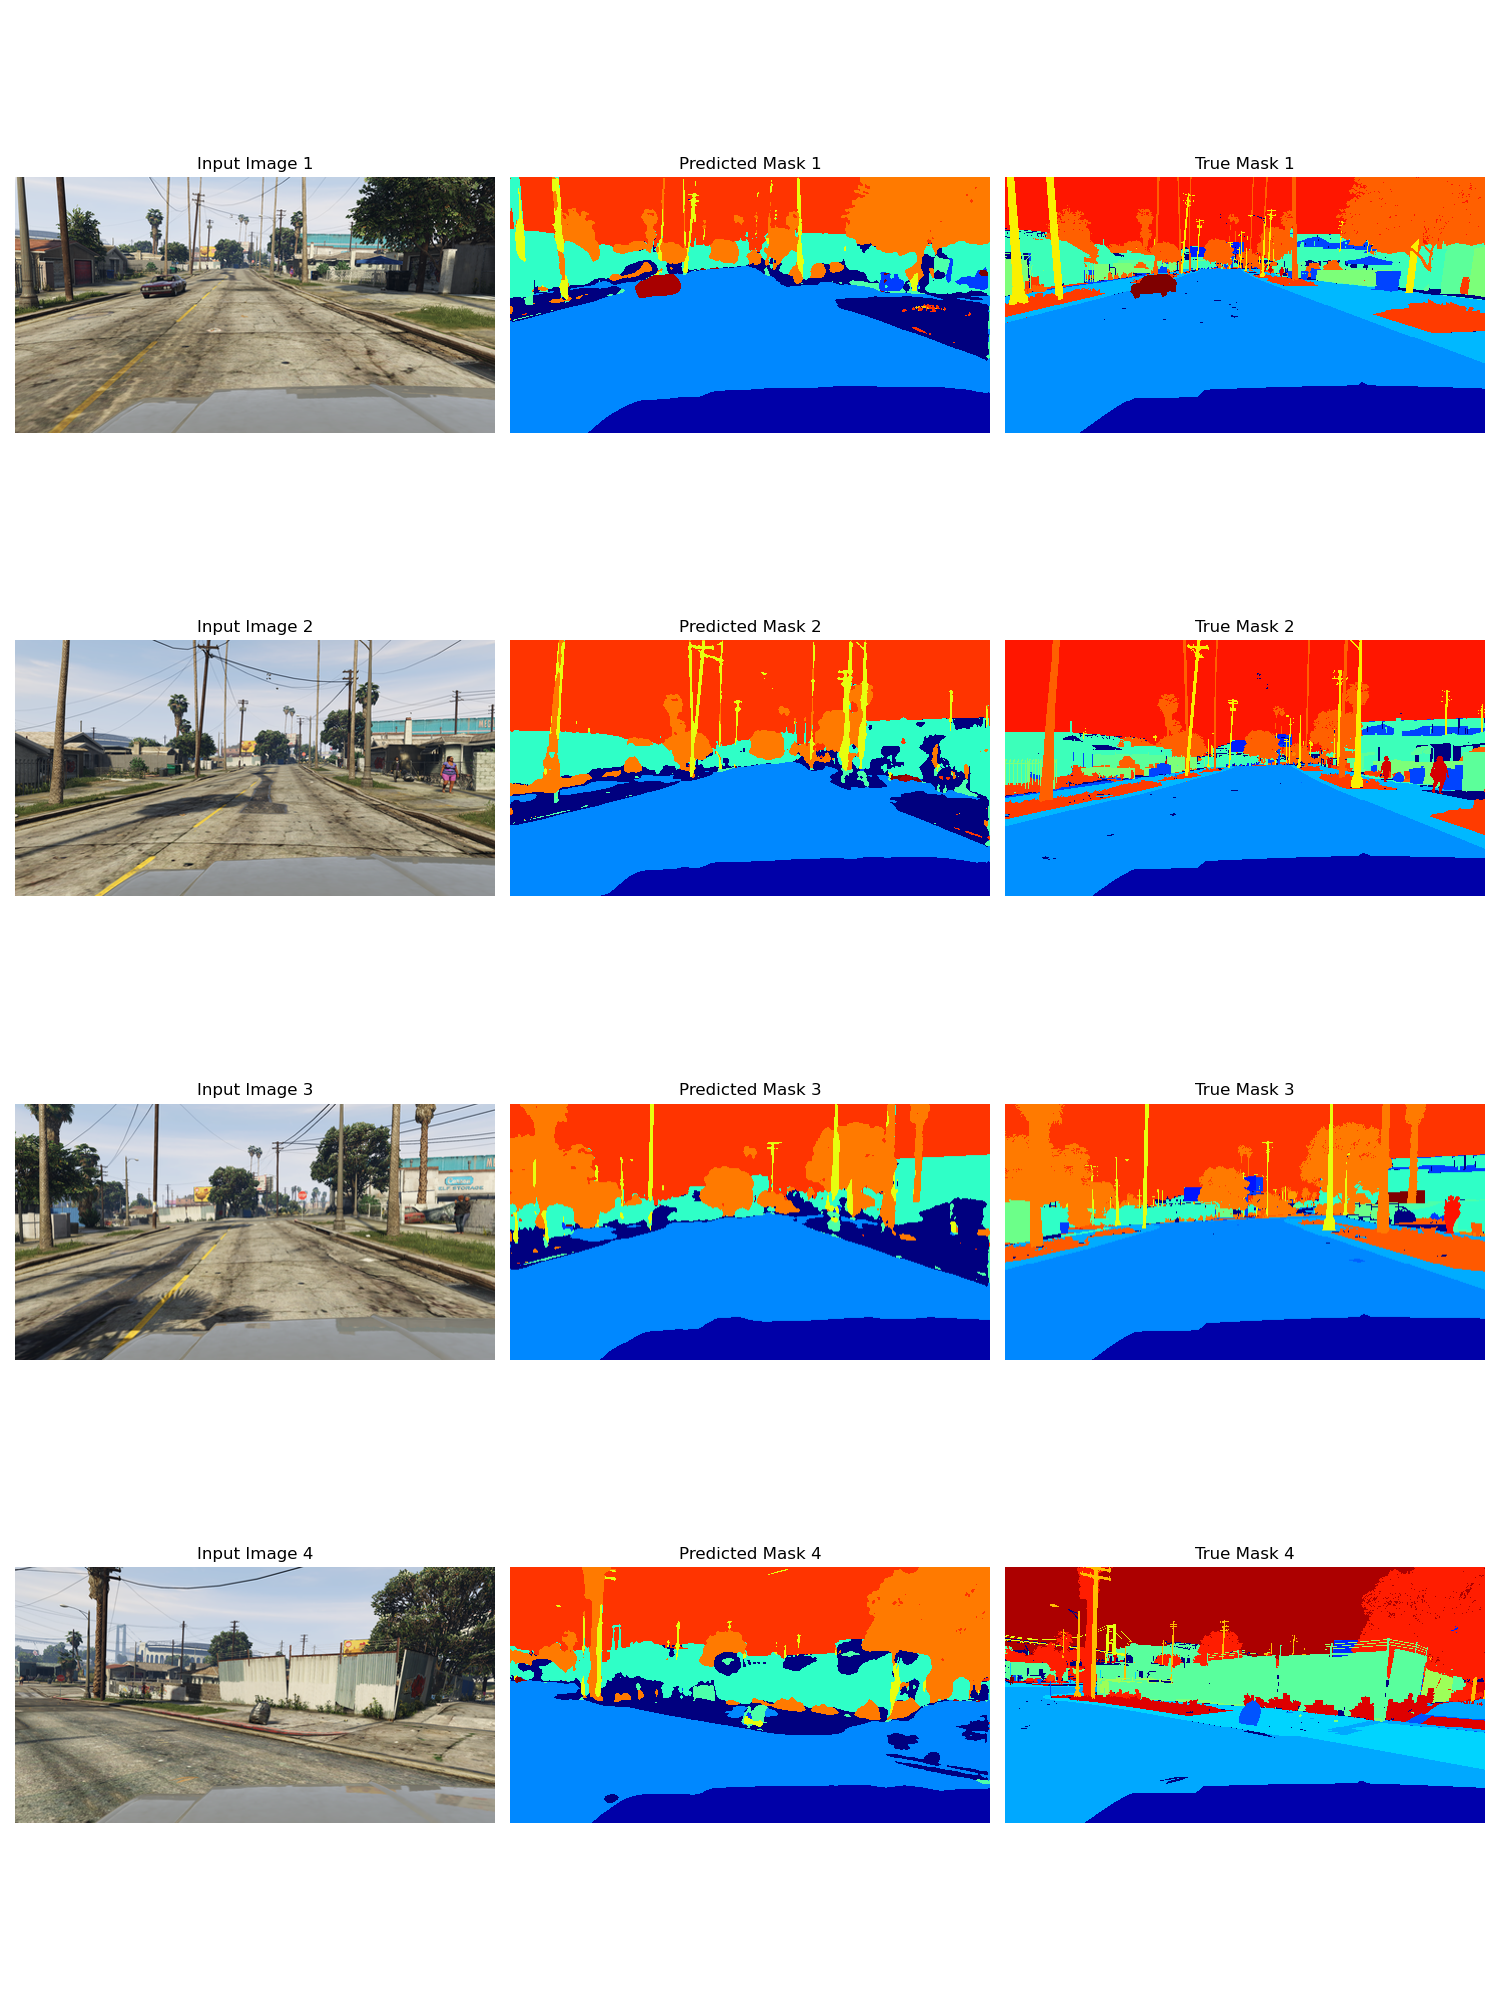 Input Image 1
Predicted Mask 1
True Mask 1
Input Image 2
Predicted Mask 2
True Mask 2
Input Image 3
Predicted Mask 3
True Mask 3
Input Image 4
Predicted Mask 4
True Mask 4